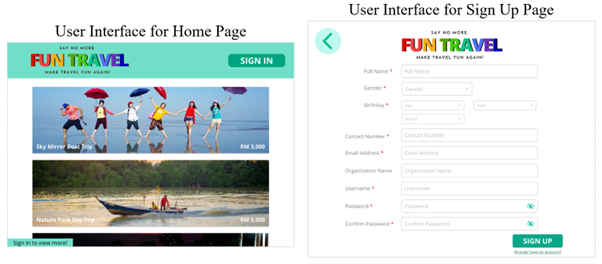 User Interface for Home Page
SAY NO MORE.
FUN TRAVEL
MAKE TRAVEL FUN AGAIN!
SIGN IN
Sky Mirror Boat Trip
RM 3,000
Nature Park Day Trip
RM 5,000
Sign in to view more!
User Interface for Sign Up Page
SAY NO MORE.
FUN TRAVEL
MAKE TRAVEL FUN AGAIN!
Full Name * Full Name
Gender * Gender
Birthday * Day Year
Month
Contact Number * Contact Number
Email Address * Email Address
Organization Name Organization Name
Username * Username
Password * Password
Confirm Password * Confirm Password
SIGN UP
Already have an account?